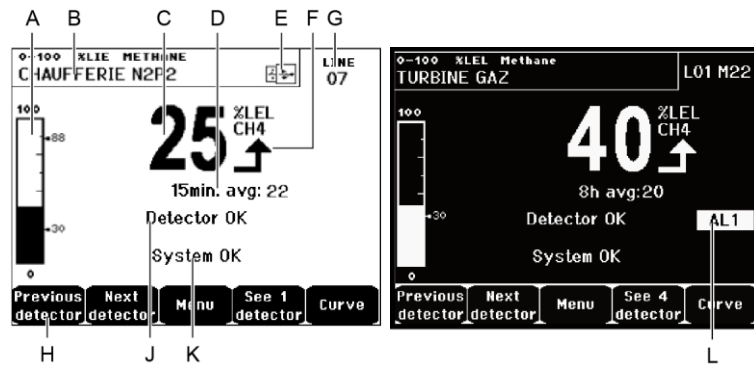 A B C D E F G
0-100 %LIE METHANE
CHAUFFERIE N2P2
LINE
07
100
88
30
0
25
%LEL
CH4
15min. avg: 22
Detector OK
System OK
Previous detector
Next detector
Menu
See 1 detector
Curve
H J K
0-100 %LEL Methane
TURBINE GAZ
L01 M22
100
30
0
40
%LEL
CH4
8h avg:20
Detector OK
AL1
System OK
Previous detector
Next detector
Menu
See 4 detector
Curve
L